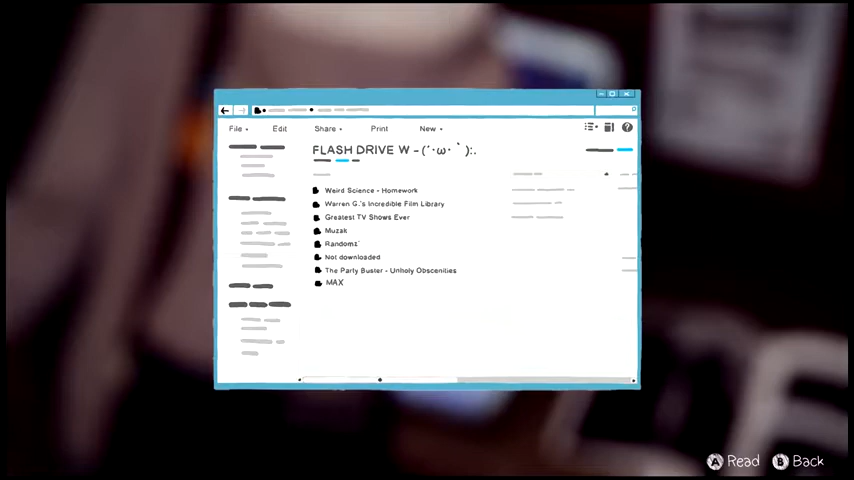 File Edit Share Print New
FLASH DRIVE W -(´･ω･`):.
Weird Science - Homework
Warren G.'s Incredible Film Library
Greatest TV Shows Ever
Muzak
Randomz'
Not downloaded
The Party Buster - Unholy Obscenities
MAX
A Read B Back